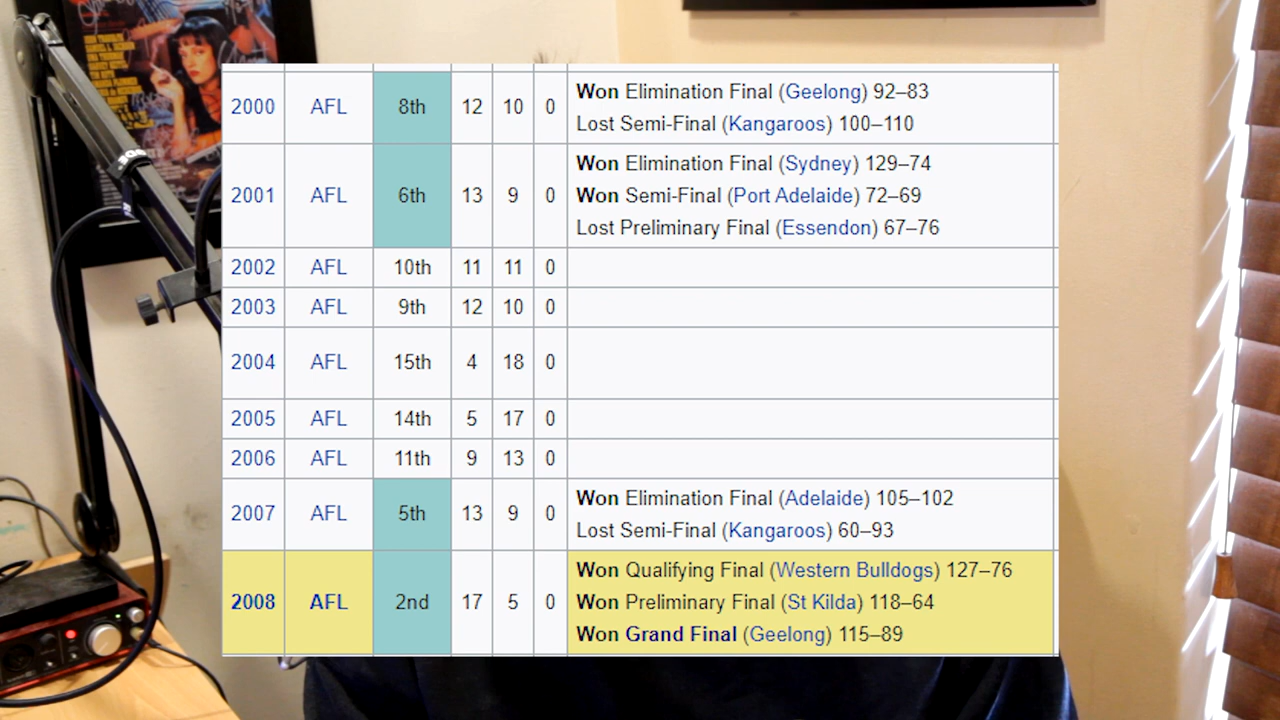 2000 AFL 8th 12 10 0 Won Elimination Final (Geelong) 92–83
Lost Semi-Final (Kangaroos) 100–110
2001 AFL 6th 13 9 0 Won Elimination Final (Sydney) 129–74
Won Semi-Final (Port Adelaide) 72–69
Lost Preliminary Final (Essendon) 67–76
2002 AFL 10th 11 11 0
2003 AFL 9th 12 10 0
2004 AFL 15th 4 18 0
2005 AFL 14th 5 17 0
2006 AFL 11th 9 13 0
2007 AFL 5th 13 9 0 Won Elimination Final (Adelaide) 105–102
Lost Semi-Final (Kangaroos) 60–93
2008 AFL 2nd 17 5 0 Won Qualifying Final (Western Bulldogs) 127–76
Won Preliminary Final (St Kilda) 118–64
Won Grand Final (Geelong) 115–89